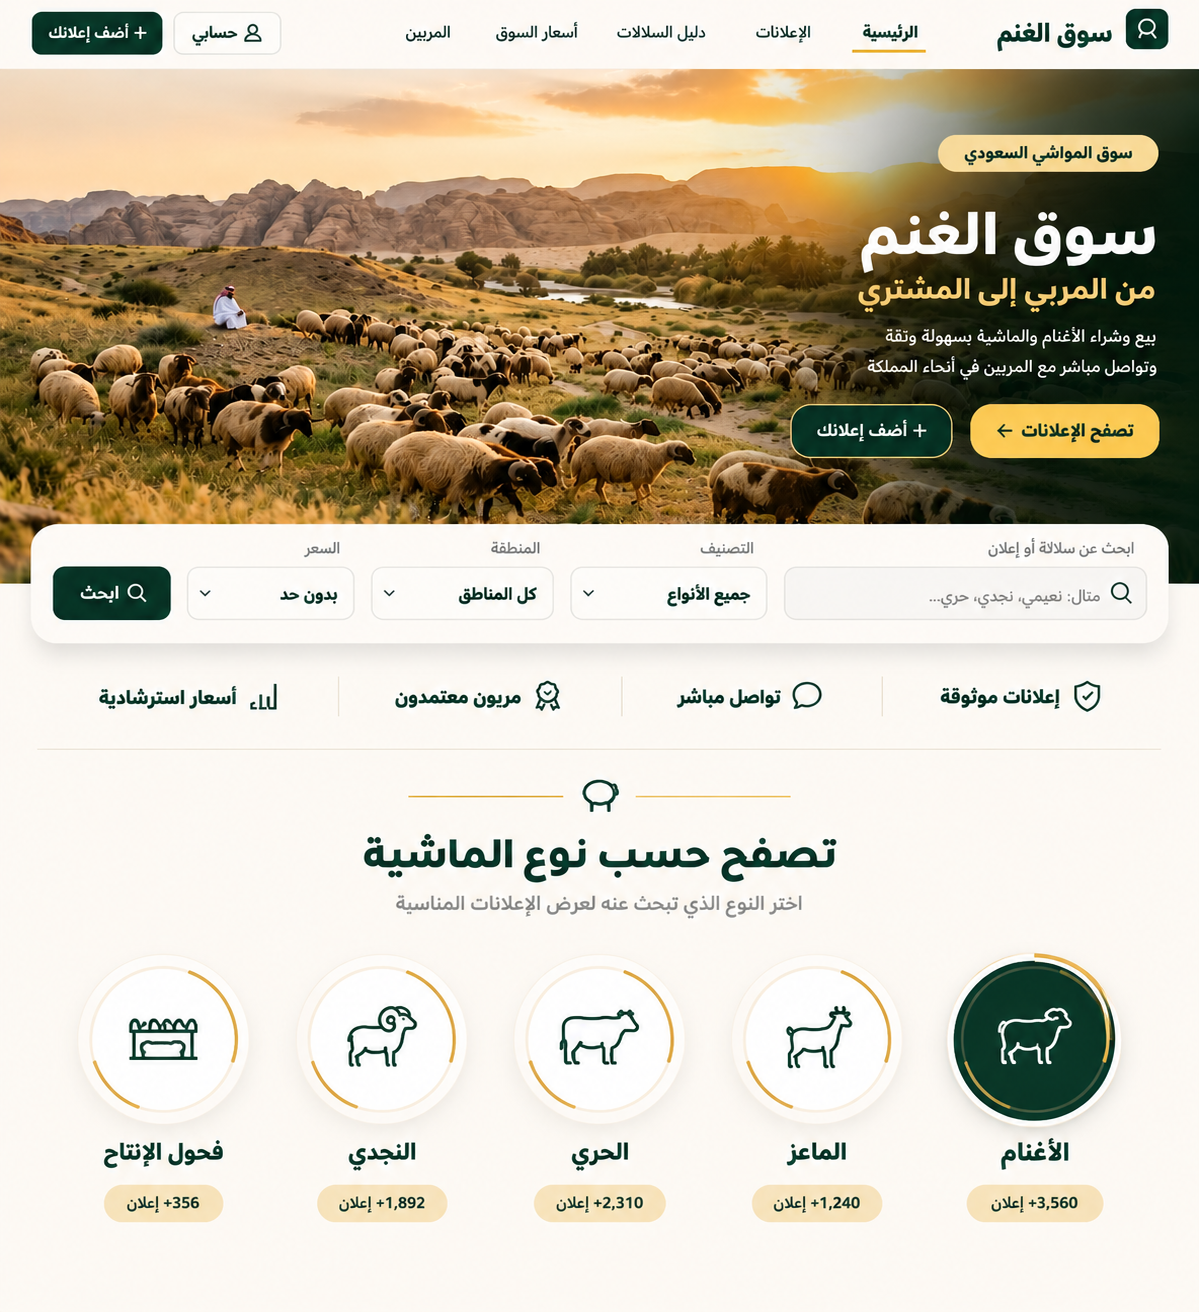 سوق الغنم
الرئيسية
الإعلانات
دليل السلالات
أسعار السوق
المربين
حسابي
+ أضف إعلانك
سوق المواشي السعودي
سوق الغنم
من المربي إلى المشتري
بيع وشراء الأغنام والماشية بسهولة وثقة
وتواصل مباشر مع المربين في أنحاء المملكة
تصفح الإعلانات ←
+ أضف إعلانك
ابحث عن سلالة أو إعلان
التصنيف
المنطقة
السعر
مثال: نعيمي، نجدي، حري...
جميع الأنواع
كل المناطق
بدون حد
ابحث
إعلانات موثوقة
تواصل مباشر
مربون معتمدون
أسعار استرشادية
تصفح حسب نوع الماشية
اختر النوع الذي تبحث عنه لعرض الإعلانات المناسبة
الأغنام
الماعز
الحري
النجدي
فحول الإنتاج
+3,560 إعلان
+1,240 إعلان
+2,310 إعلان
+1,892 إعلان
+356 إعلان